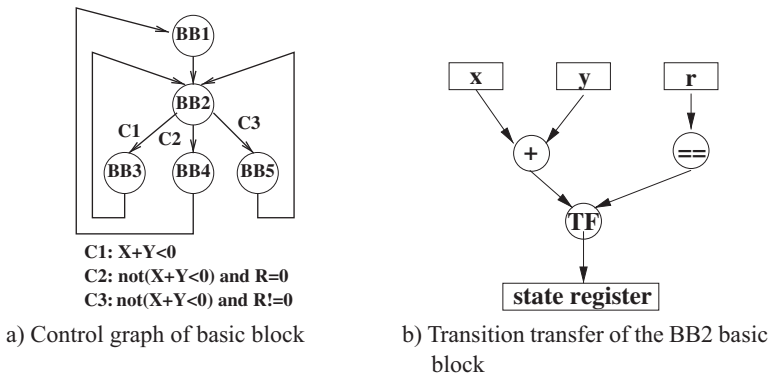 BB1
BB2
C1
C2
C3
BB3
BB4
BB5
C1: X+Y<0
C2: not(X+Y<0) and R=0
C3: not(X+Y<0) and R!=0
a) Control graph of basic block
x
y
r
+
==
TF
state register
b) Transition transfer of the BB2 basic
block